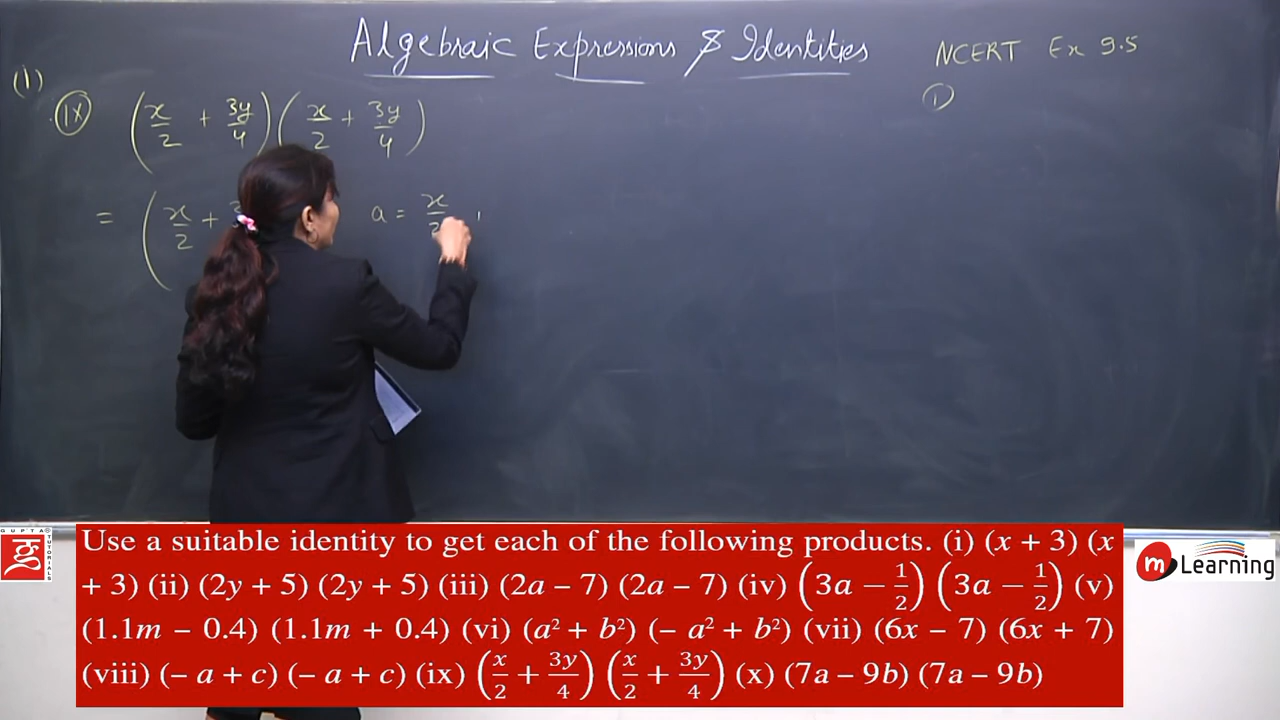 Algebraic Expressions & Identities
NCERT Ex 9.5
(1)
(i)
(ix) (x/2 + 3y/4) (x/2 + 3y/4)
= (x/2 + a = x/2 ,
GUPTA
TUTORIALS
Use a suitable identity to get each of the following products. (i) (x + 3) (x
+ 3) (ii) (2y + 5) (2y + 5) (iii) (2a – 7) (2a – 7) (iv) (3a – 1/2) (3a – 1/2) (v)
(1.1m – 0.4) (1.1m + 0.4) (vi) (a² + b²) (– a² + b²) (vii) (6x – 7) (6x + 7)
(viii) (– a + c) (– a + c) (ix) (x/2 + 3y/4) (x/2 + 3y/4) (x) (7a – 9b) (7a – 9b)
m Learning